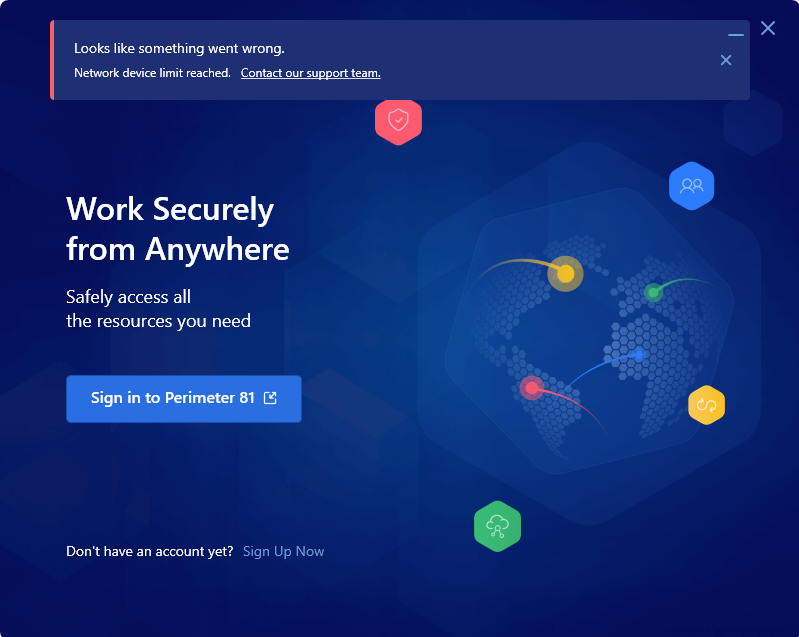 Looks like something went wrong.
Network device limit reached. Contact our support team.
Work Securely
from Anywhere
Safely access all
the resources you need
Sign in to Perimeter 81
Don't have an account yet? Sign Up Now